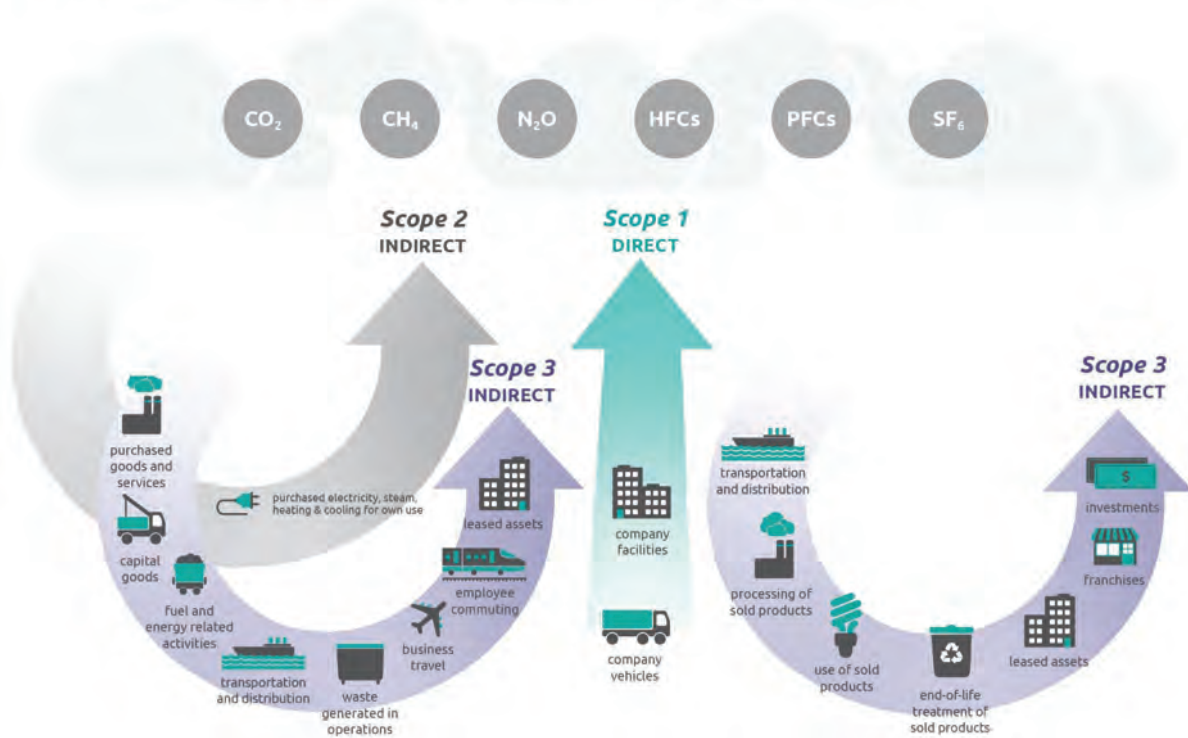 CO₂
CH₄
N₂O
HFCs
PFCs
SF₆
Scope 2
INDIRECT
Scope 1
DIRECT
Scope 3
INDIRECT
Scope 3
INDIRECT
purchased
goods and
services
capital
goods
fuel and
energy related
activities
transportation
and distribution
waste
generated in
operations
business
travel
employee
commuting
leased assets
purchased electricity, steam,
heating & cooling for own use
company
facilities
company
vehicles
transportation
and distribution
processing of
sold products
use of sold
products
end-of-life
treatment of
sold products
leased assets
franchises
investments
$